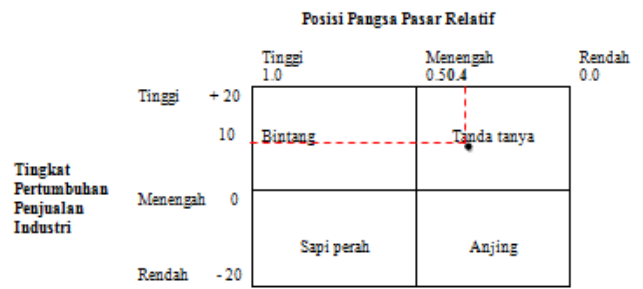 Posisi Pangsa Pasar Relatif
Tinggi Menengah Rendah
1.0 0.50.4 0.0
Tinggi + 20
10 Bintang Tanda tanya
Tingkat
Pertumbuhan
Penjualan
Industri
Menengah 0
Sapi perah Anjing
Rendah - 20